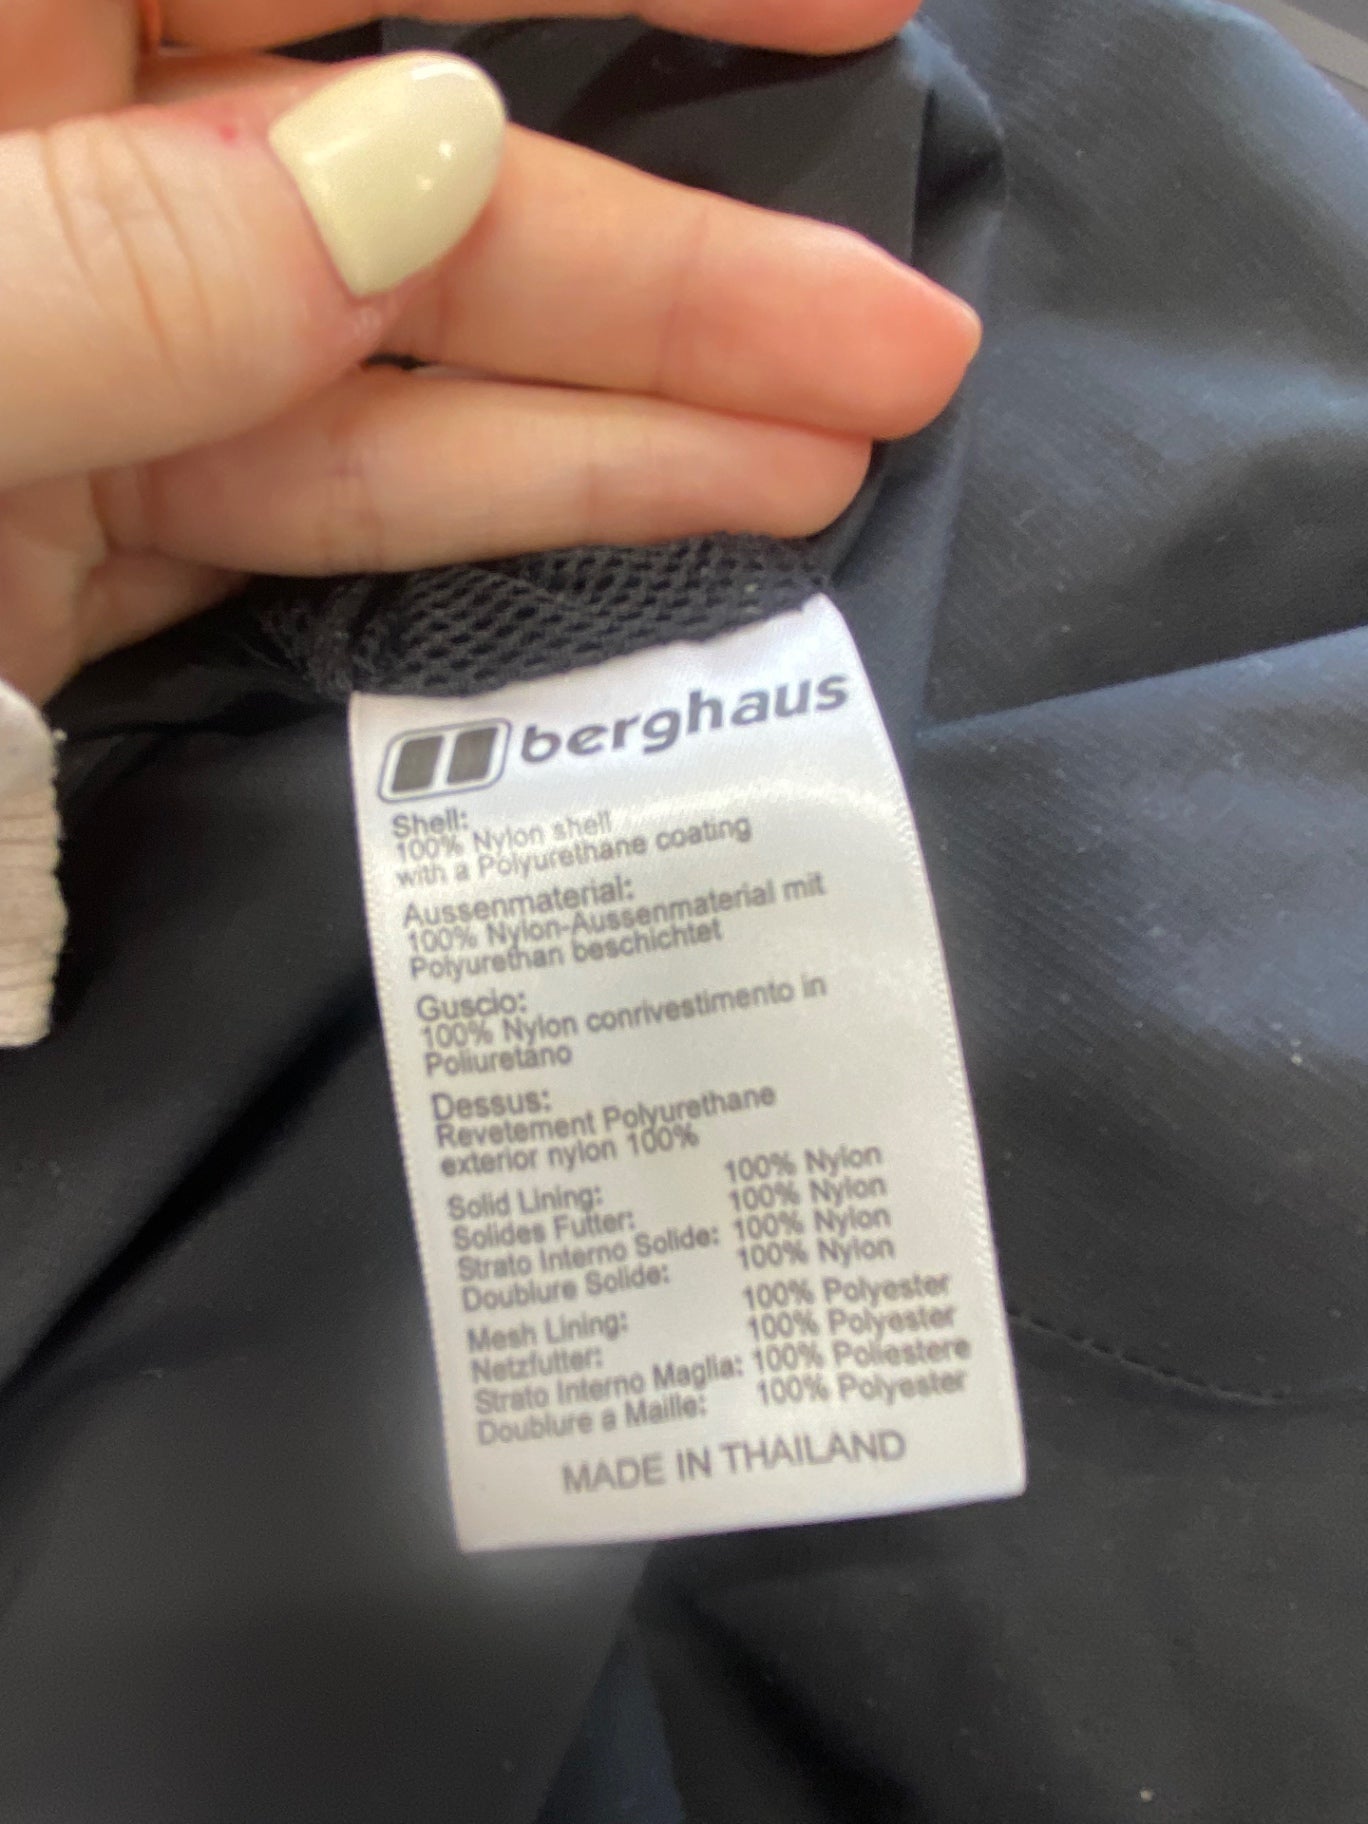 berghaus
Shell:
100% Nylon shell
with a Polyurethane coating
Aussenmaterial:
100% Nylon-Aussenmaterial mit
Polyurethan beschichtet
Guscio:
100% Nylon conrivestimento in
Poliuretano
Dessus:
Revetement Polyurethane
exterior nylon 100%
Solid Lining: 100% Nylon
Solides Futter: 100% Nylon
Strato Interno Solide: 100% Nylon
Doublure Solide: 100% Nylon
Mesh Lining: 100% Polyester
Netzfutter: 100% Polyester
Strato Interno Maglia: 100% Poliestere
Doublure a Maille: 100% Polyester
MADE IN THAILAND